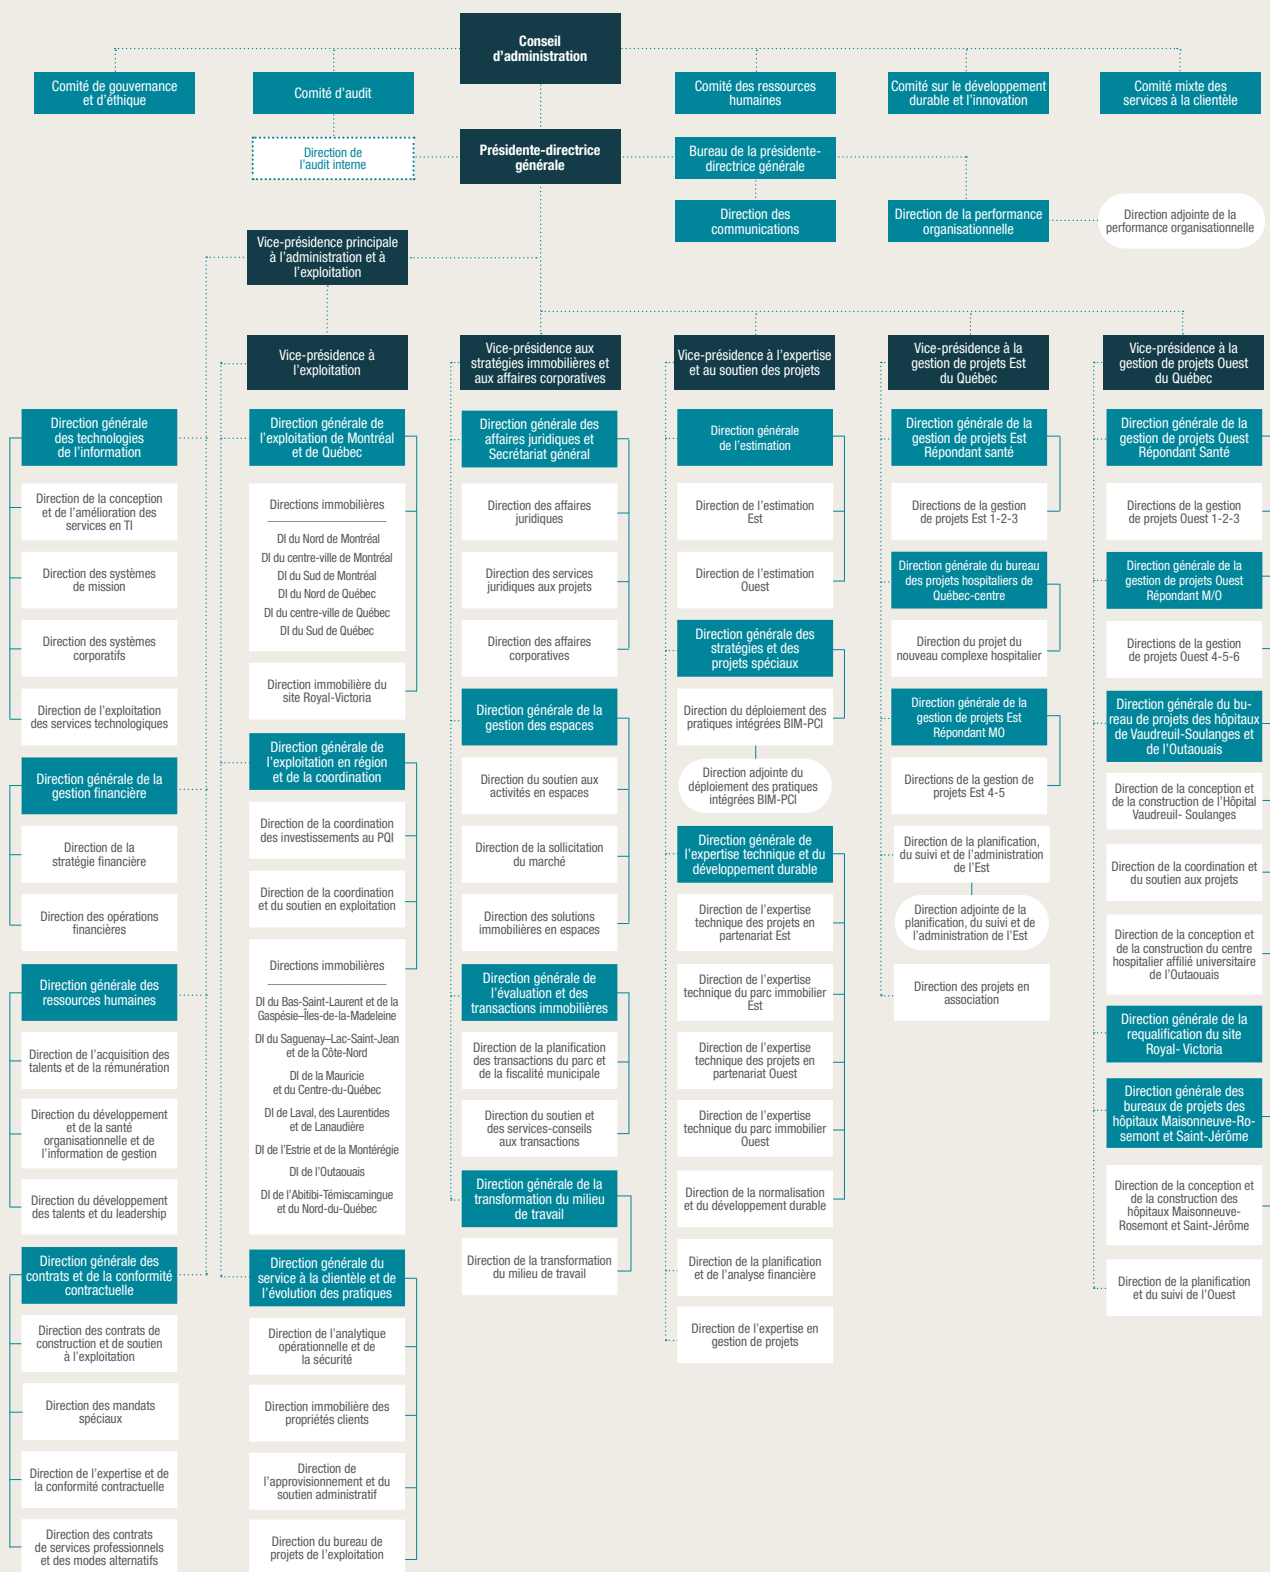 Conseil
d'administration
Comité de gouvernance
et d'éthique
Comité d'audit
Comité des ressources
humaines
Comité sur le développement
durable et l'innovation
Comité mixte des
services à la clientèle
Direction de
l'audit interne
Présidente-directrice
générale
Bureau de la présidente-
directrice générale
Direction des
communications
Direction de la performance
organisationnelle
Direction adjointe de la
performance organisationnelle
Vice-présidence principale
à l'administration et à
l'exploitation
Vice-présidence à
l'exploitation
Vice-présidence aux
stratégies immobilières et
aux affaires corporatives
Vice-présidence à l'expertise
et au soutien des projets
Vice-présidence à la
gestion de projets Est
du Québec
Vice-présidence à la
gestion de projets Ouest
du Québec
Direction générale
des technologies
de l'information
Direction de la conception
et de l'amélioration des
services en TI
Direction des systèmes
de mission
Direction des systèmes
corporatifs
Direction de l'exploitation
des services technologiques
Direction générale de la
gestion financière
Direction de la
stratégie financière
Direction des opérations
financières
Direction générale des
ressources humaines
Direction de l'acquisition des
talents et de la rémunération
Direction du développement
et de la santé
organisationnelle et de
l'information de gestion
Direction du développement
des talents et du leadership
Direction générale des
contrats et de la conformité
contractuelle
Direction des contrats de
construction et de soutien
à l'exploitation
Direction des mandats
spéciaux
Direction de l'expertise et de
la conformité contractuelle
Direction des contrats
de services professionnels
et des modes alternatifs
Direction générale de
l'exploitation de Montréal
et de Québec
Directions immobilières
DI du Nord de Montréal
DI du centre-ville de Montréal
DI du Sud de Montréal
DI du Nord de Québec
DI du centre-ville de Québec
DI du Sud de Québec
Direction immobilière du
site Royal-Victoria
Direction générale de
l'exploitation en région
et de la coordination
Direction de la coordination
des investissements au PQI
Direction de la coordination
et du soutien en exploitation
Directions immobilières
DI du Bas-Saint-Laurent et de la
Gaspésie–Îles-de-la-Madeleine
DI du Saguenay–Lac-Saint-Jean
et de la Côte-Nord
DI de la Mauricie
et du Centre-du-Québec
DI de Laval, des Laurentides
et de Lanaudière
DI de l'Estrie et de la Montérégie
DI de l'Outaouais
DI de l'Abitibi-Témiscamingue
et du Nord-du-Québec
Direction générale du
service à la clientèle et de
l'évolution des pratiques
Direction de l'analytique
opérationnelle et de
la sécurité
Direction immobilière des
propriétés clients
Direction de
l'approvisionnement et du
soutien administratif
Direction du bureau de
projets de l'exploitation
Direction générale des
affaires juridiques et
Secrétariat général
Direction des affaires
juridiques
Direction des services
juridiques aux projets
Direction des affaires
corporatives
Direction générale de la
gestion des espaces
Direction du soutien aux
activités en espaces
Direction de la sollicitation
du marché
Direction des solutions
immobilières en espaces
Direction générale de
l'évaluation et des
transactions immobilières
Direction de la planification
des transactions du parc et
de la fiscalité municipale
Direction du soutien et
des services-conseils
aux transactions
Direction générale de la
transformation du milieu
de travail
Direction de la transformation
du milieu de travail
Direction générale
de l'estimation
Direction de l'estimation
Est
Direction de l'estimation
Ouest
Direction générale des
stratégies et des
projets spéciaux
Direction du déploiement des
pratiques intégrées BIM-PCI
Direction adjointe du
déploiement des pratiques
intégrées BIM-PCI
Direction générale de
l'expertise technique et du
développement durable
Direction de l'expertise
technique des projets en
partenariat Est
Direction de l'expertise
technique du parc immobilier
Est
Direction de l'expertise
technique des projets en
partenariat Ouest
Direction de l'expertise
technique du parc immobilier
Ouest
Direction de la normalisation
et du développement durable
Direction de la planification
et de l'analyse financière
Direction de l'expertise en
gestion de projets
Direction générale de la
gestion de projets Est
Répondant santé
Directions de la gestion
de projets Est 1-2-3
Direction générale du bureau
des projets hospitaliers de
Québec-centre
Direction du projet du
nouveau complexe hospitalier
Direction générale de la
gestion de projets Est
Répondant MO
Directions de la gestion de
projets Est 4-5
Direction de la planification,
du suivi et de l'administration
de l'Est
Direction adjointe de la
planification, du suivi et de
l'administration de l'Est
Direction des projets en
association
Direction générale de la
gestion de projets Ouest
Répondant Santé
Directions de la gestion
de projets Ouest 1-2-3
Direction générale de la
gestion de projets Ouest
Répondant M/O
Directions de la gestion
de projets Ouest 4-5-6
Direction générale du bu-
reau de projets des hôpitaux
de Vaudreuil-Soulanges et
de l'Outaouais
Direction de la conception et
de la construction de l'Hôpital
Vaudreuil- Soulanges
Direction de la coordination et
du soutien aux projets
Direction de la conception et
de la construction du centre
hospitalier affilié universitaire
de l'Outaouais
Direction générale de la
requalification du site
Royal- Victoria
Direction générale des
bureaux de projets des
hôpitaux Maisonneuve-Ro-
semont et Saint-Jérôme
Direction de la conception et
de la construction des
hôpitaux Maisonneuve-
Rosemont et Saint-Jérôme
Direction de la planification
et du suivi de l'Ouest